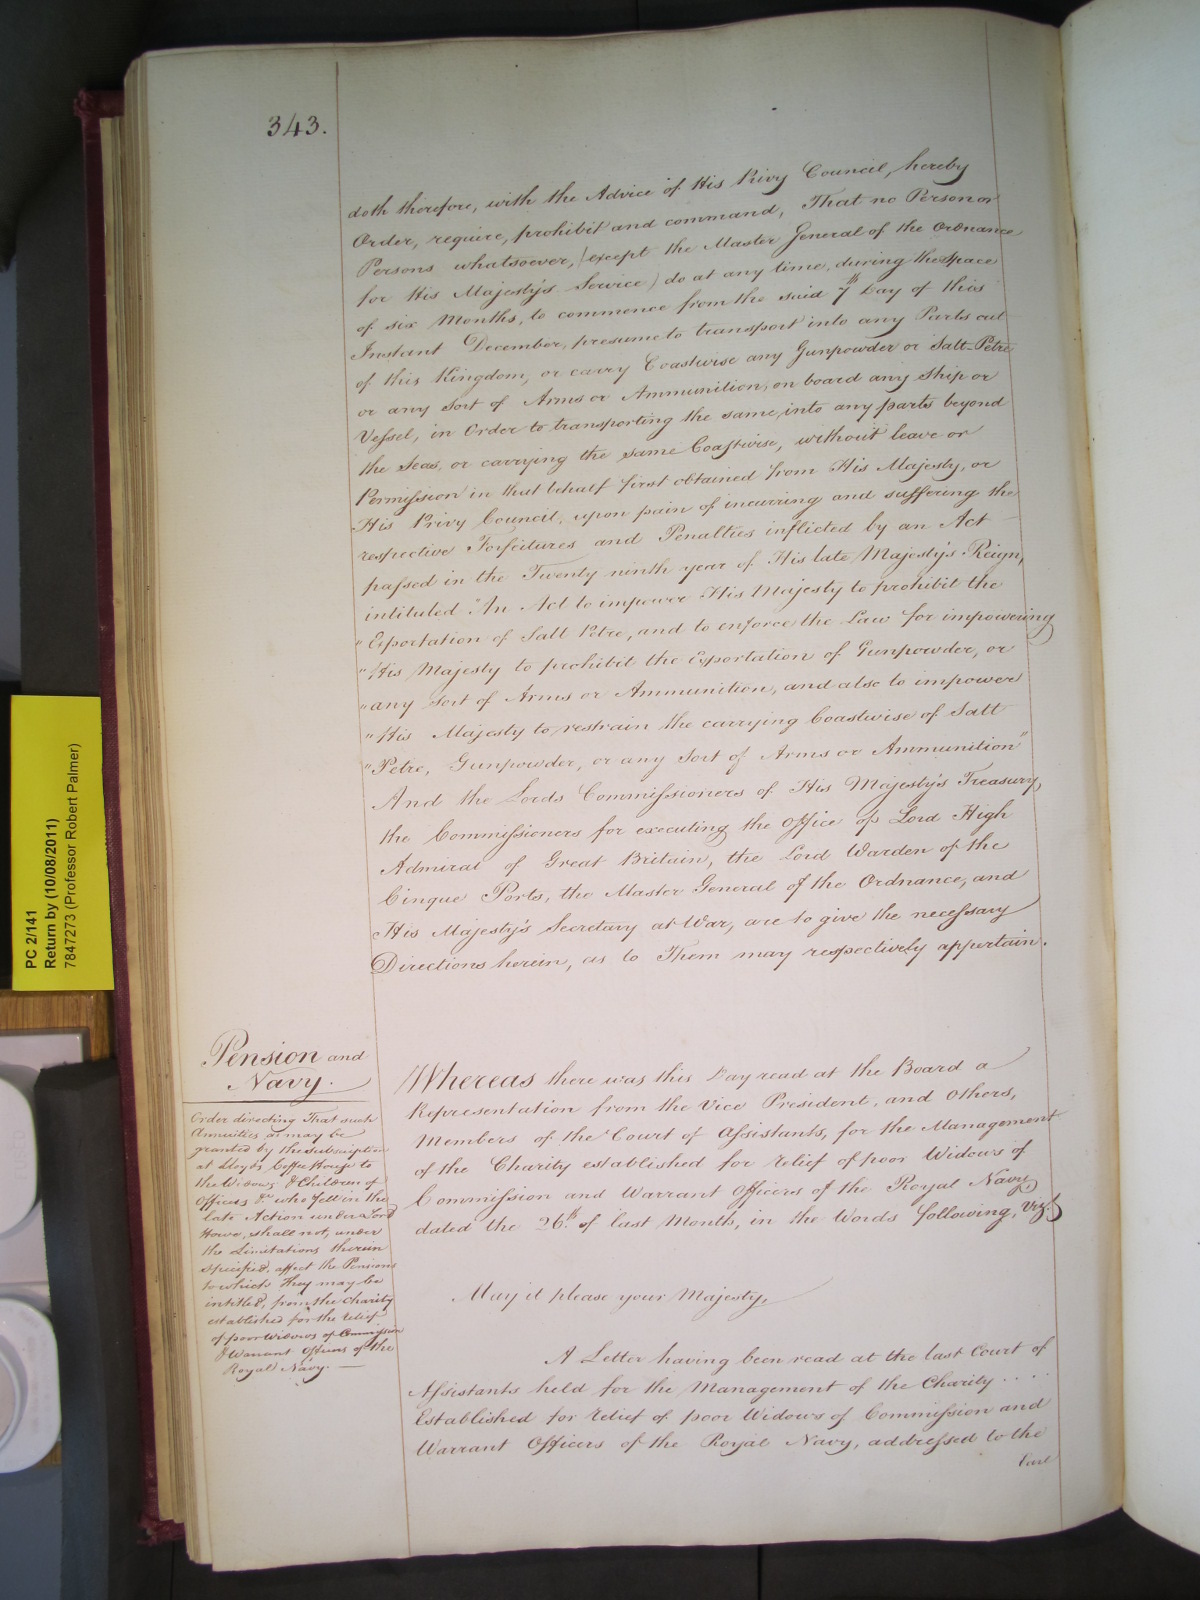 343.
doth therefore, with the Advice of His Privy Council, hereby
Order, require, prohibit and command, That no Person or
Persons whatsoever, (except the Master General of the Ordnance
for His Majesty's Service) do at any time, during the Space
of six Months, to commence from the said 7th Day of this
Instant December, presume to transport into any Parts out
of this Kingdom, or carry Coastwise any Gunpowder or Salt-Petre
or any Sort of Arms or Ammunition, on board any Ship or
Vessel, in Order to transporting the same, into any parts beyond
the Seas, or carrying the same Coastwise, without leave or
Permission in that behalf first obtained from His Majesty, or
His Privy Council, upon pain of incurring and suffering the
respective Forfeitures and Penalties inflicted by an Act
passed in the Twenty ninth year of His late Majesty's Reign,
intituled "An Act to impower His Majesty to prohibit the
"Exportation of Salt Petre, and to enforce the Law for impowering
"His Majesty to prohibit the Exportation of Gunpowder, or
"any Sort of Arms or Ammunition, and also to impower
"His Majesty to restrain the carrying Coastwise of Salt
"Petre, Gunpowder, or any Sort of Arms or Ammunition"
And the Lords Commissioners of His Majesty's Treasury,
the Commissioners for executing the Office of Lord High
Admiral of Great Britain, the Lord Warden of the
Cinque Ports, the Master General of the Ordnance, and
His Majesty's Secretary at War, are to give the necessary
Directions herein, as to Them may respectively appertain.
Pension and
Navy.
Order directing That such
Annuities as may be
granted by the subscription
at Lloyds Coffee House to
the Widows & Children of
Officers &c. who fell in the
late Action under Lord
Howe, shall not, under
the Limitations therein
specified, affect the Pensions
to which They may be
intitled, from the Charity
established for the relief
of poor Widows of Commission
& Warrant Officers of the
Royal Navy. —
Whereas there was this Day read at the Board a
Representation from the Vice President, and Others,
Members of the Court of Assistants, for the Management
of the Charity established for relief of poor Widows of
Commission and Warrant Officers of the Royal Navy,
dated the 26th of last Month, in the Words following, Vizt.
May it please your Majesty,
A Letter having been read at the last Court of
Assistants held for the Management of the Charity ....
Established for relief of poor Widows of Commission and
Warrant Officers of the Royal Navy, addressed to the
Earl
PC 2/141
Return by (10/08/2011)
7847273 (Professor Robert Palmer)